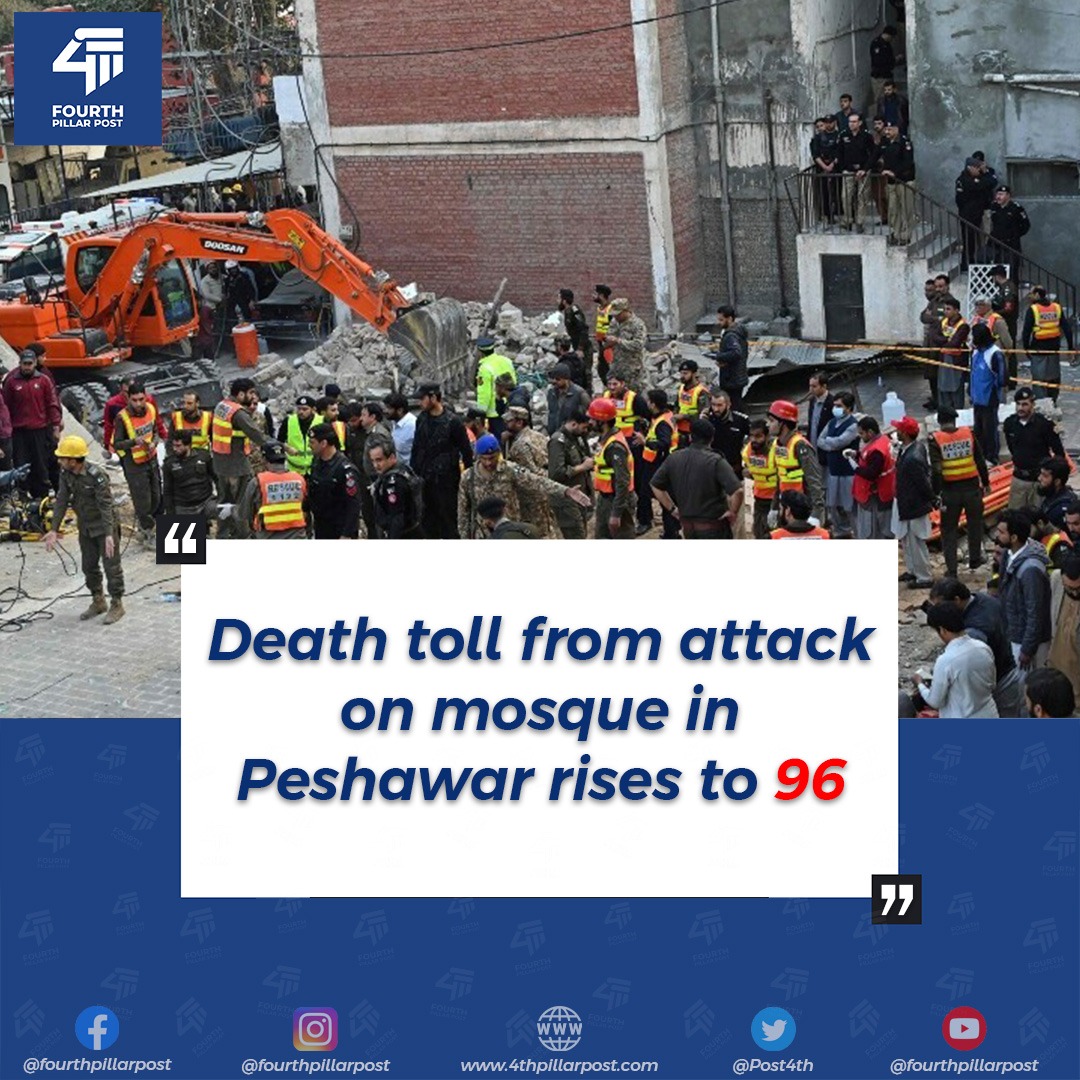 FOURTH
PILLAR POST
DOOSAN
RESCUE
1122
RESCUE
“
Death toll from attack
on mosque in
Peshawar rises to 96
”
@fourthpillarpost
@fourthpillarpost
www.4thpillarpost.com
@Post4th
@fourthpillarpost